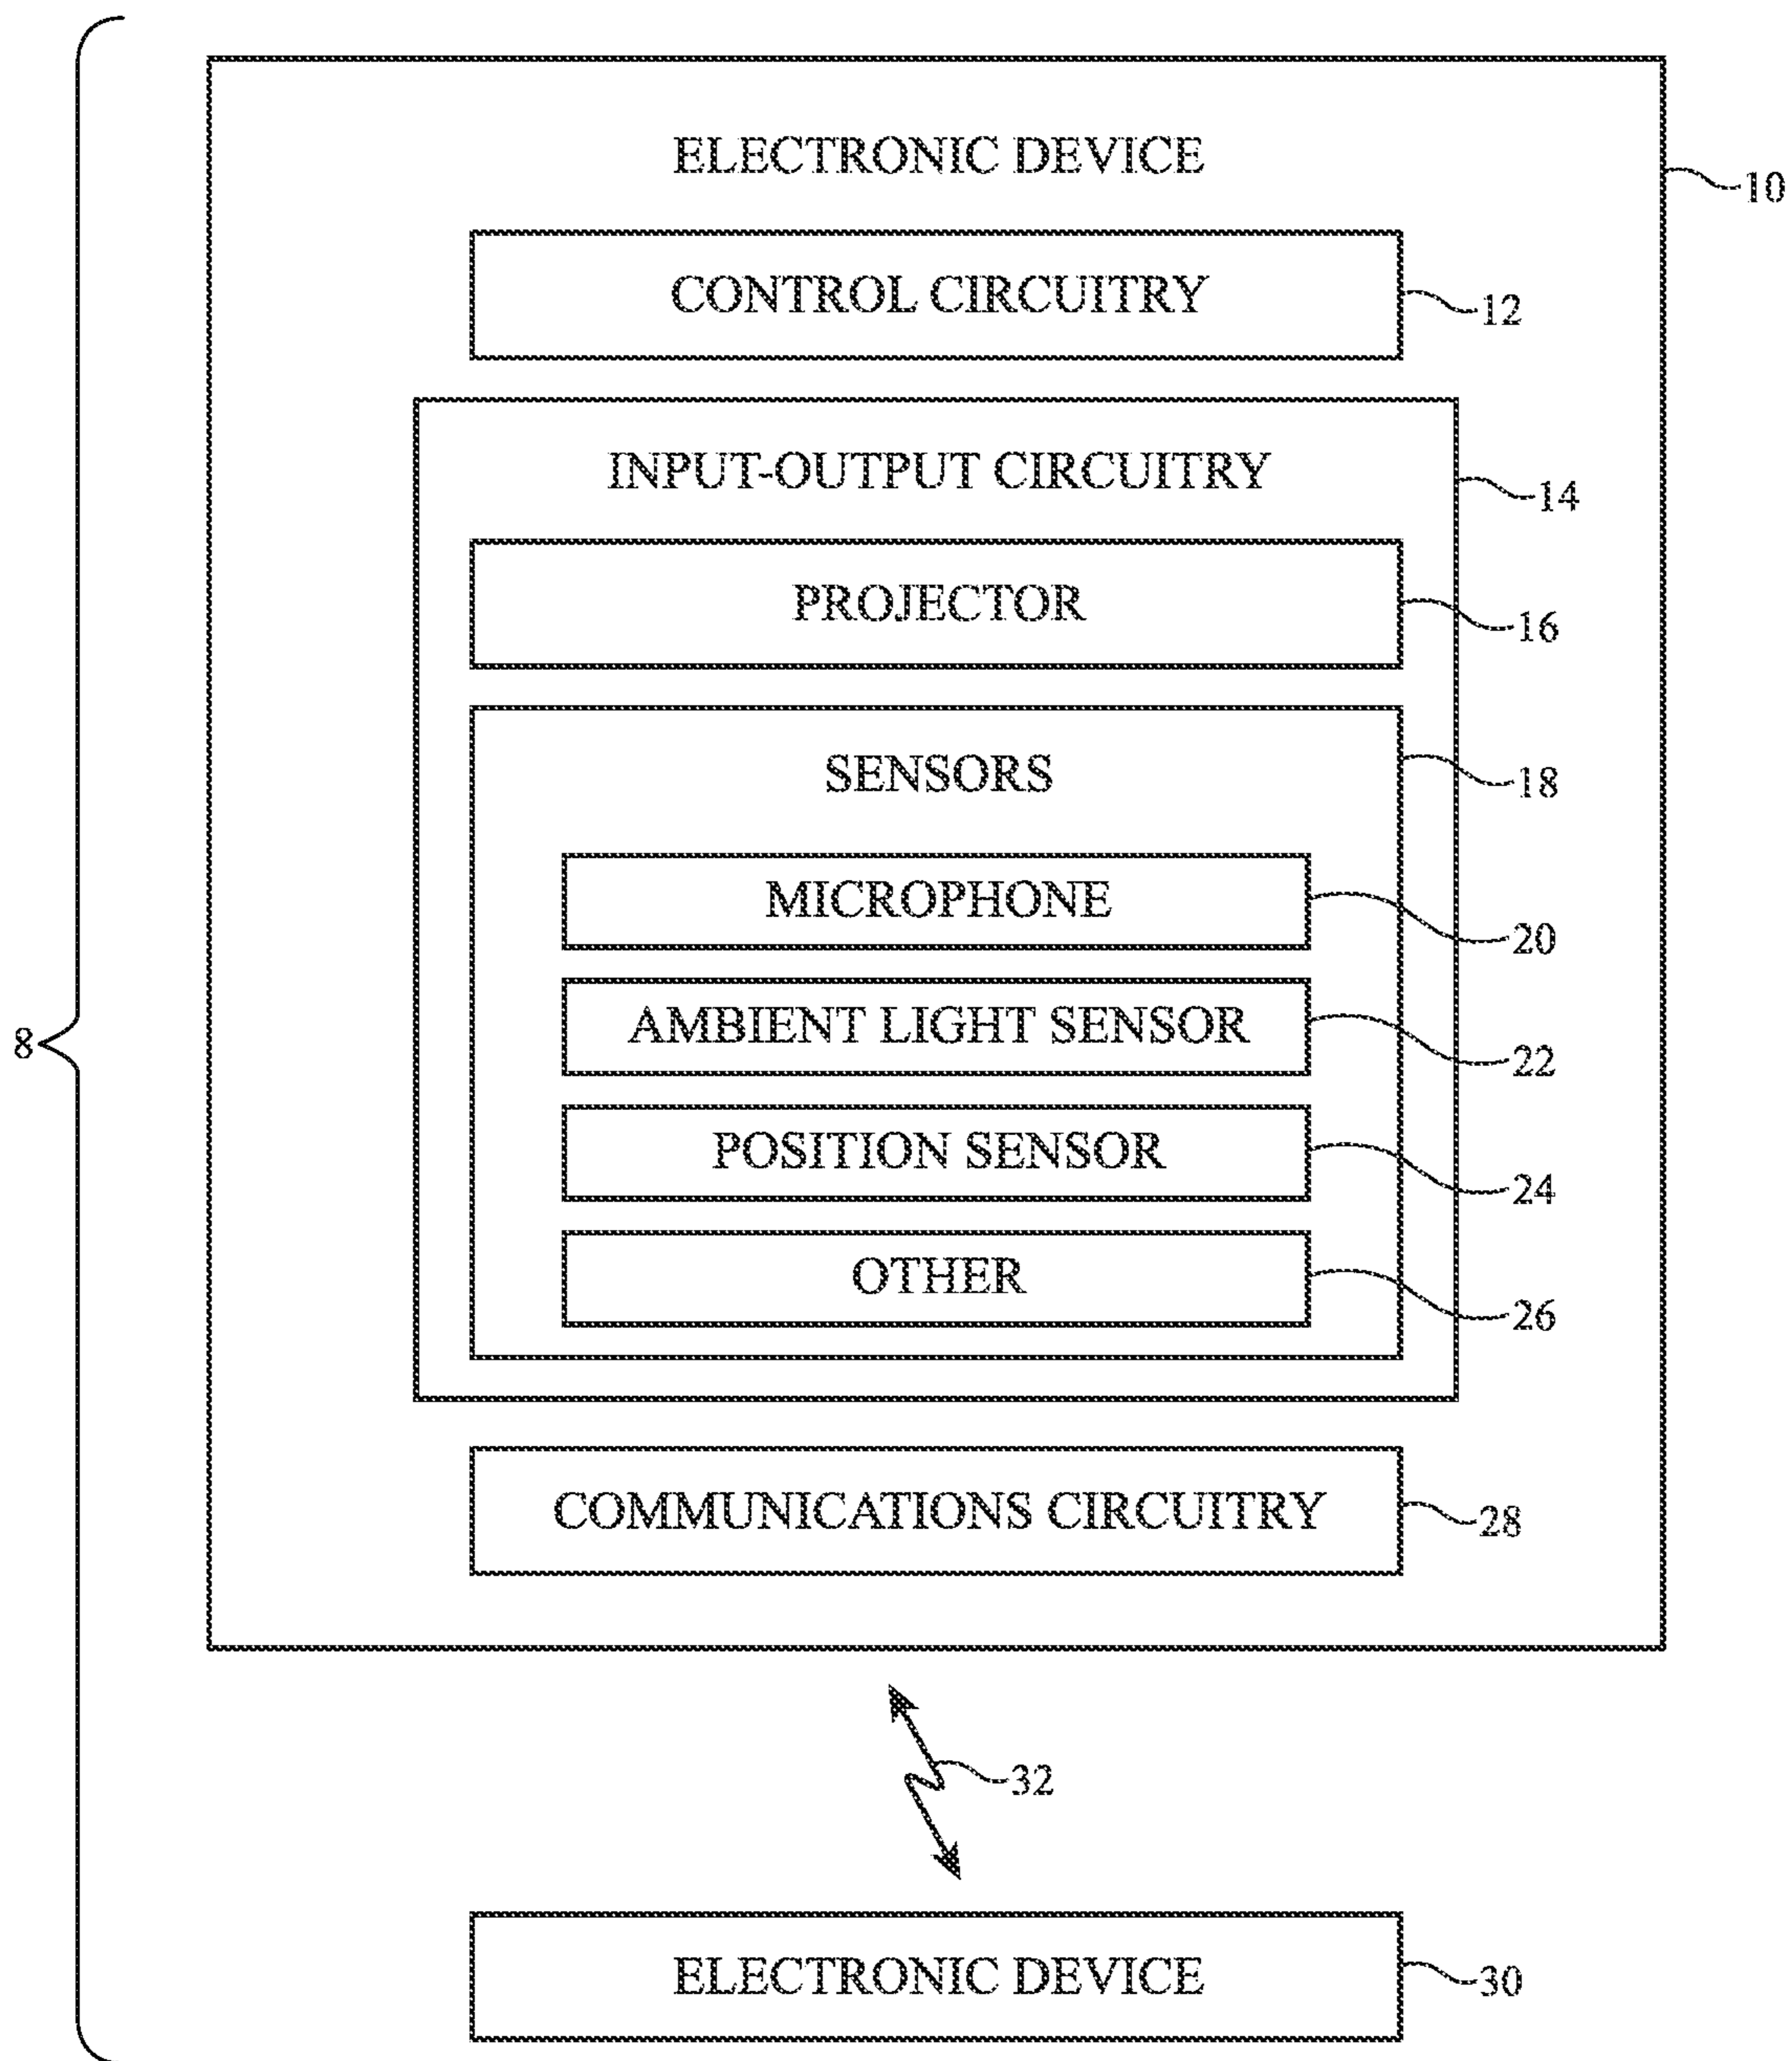 ELECTRONIC DEVICE
10
CONTROL CIRCUITRY
12
INPUT-OUTPUT CIRCUITRY
14
PROJECTOR
16
SENSORS
18
MICROPHONE
20
AMBIENT LIGHT SENSOR
22
8
POSITION SENSOR
24
OTHER
26
COMMUNICATIONS CIRCUITRY
28
32
ELECTRONIC DEVICE
30